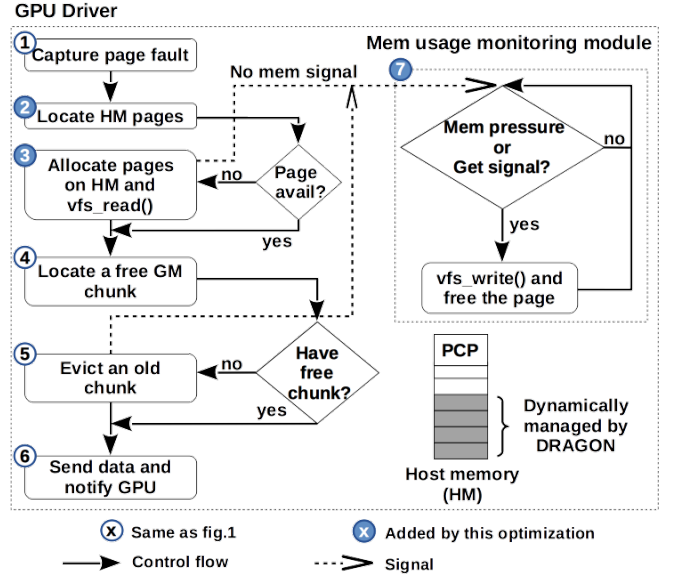 GPU Driver
Mem usage monitoring module
1
Capture page fault
No mem signal
7
2
Locate HM pages
Mem pressure
or
Get signal?
no
3
Allocate pages
on HM and
vfs_read()
no
Page
avail?
yes
yes
4
Locate a free GM
chunk
vfs_write() and
free the page
5
Evict an old
chunk
no
Have
free
chunk?
yes
PCP
Dynamically
managed by
DRAGON
6
Send data and
notify GPU
Host memory
(HM)
x Same as fig.1
x Added by this optimization
Control flow
Signal